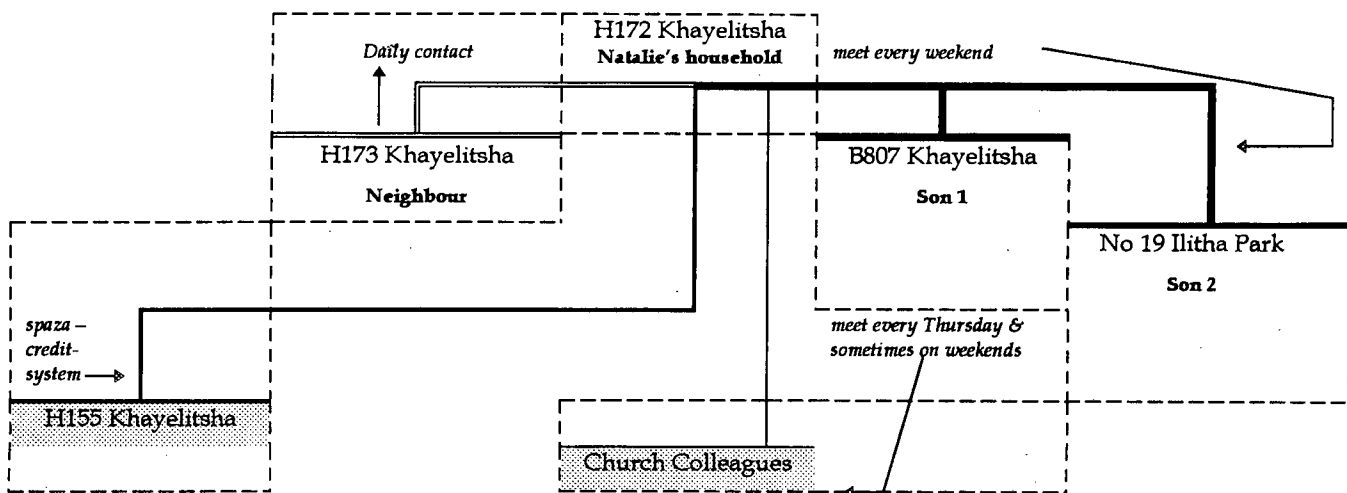 H172 Khayelitsha
Natalie's household
Daily contact
meet every weekend
H173 Khayelitsha
Neighbour
B807 Khayelitsha
Son 1
No 19 Ilitha Park
Son 2
spaza –
credit-
system
H155 Khayelitsha
meet every Thursday &
sometimes on weekends
Church Colleagues